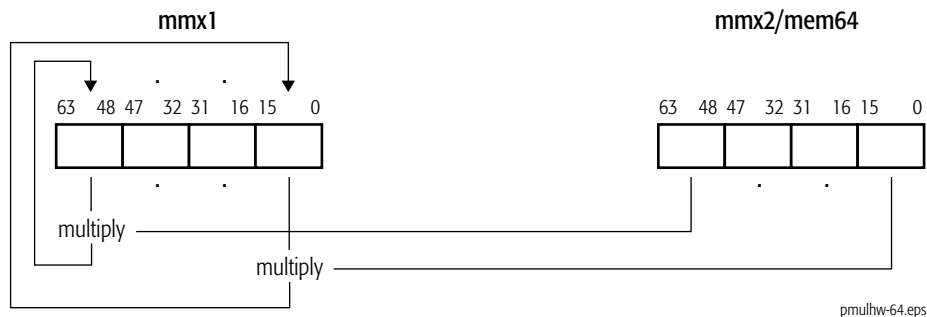 mmx1 mmx2/mem64
. .
63 48 47 32 31 16 15 0 63 48 47 32 31 16 15 0
. . . .
multiply
multiply
pmulhw-64.eps